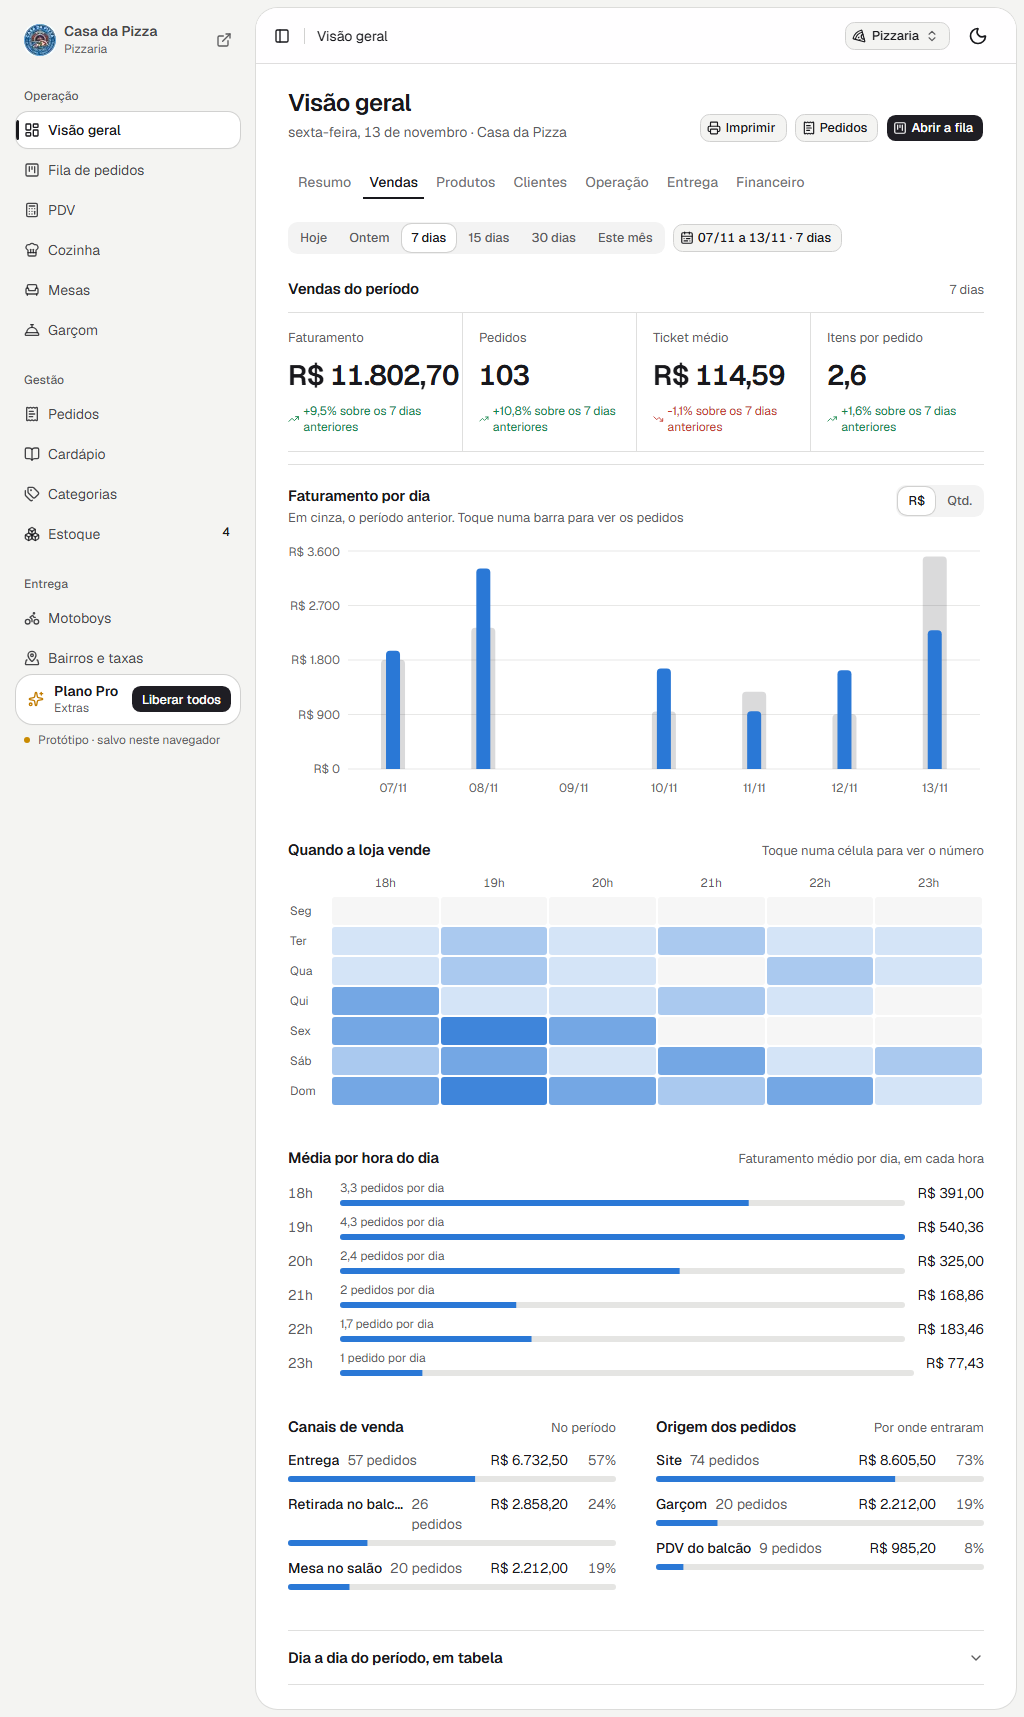 Casa da Pizza
Pizzaria
Operação
Visão geral
Fila de pedidos
PDV
Cozinha
Mesas
Garçom
Gestão
Pedidos
Cardápio
Categorias
Estoque 4
Entrega
Motoboys
Bairros e taxas
Plano Pro
Extras
Liberar todos
Protótipo · salvo neste navegador
Visão geral
Pizzaria
Visão geral
sexta-feira, 13 de novembro · Casa da Pizza
Imprimir
Pedidos
Abrir a fila
Resumo Vendas Produtos Clientes Operação Entrega Financeiro
Hoje Ontem 7 dias 15 dias 30 dias Este mês
07/11 a 13/11 · 7 dias
Vendas do período 7 dias
Faturamento
R$ 11.802,70
+9,5% sobre os 7 dias
anteriores
Pedidos
103
+10,8% sobre os 7 dias
anteriores
Ticket médio
R$ 114,59
-1,1% sobre os 7 dias
anteriores
Itens por pedido
2,6
+1,6% sobre os 7 dias
anteriores
Faturamento por dia
Em cinza, o período anterior. Toque numa barra para ver os pedidos
R$ Qtd.
R$ 3.600
R$ 2.700
R$ 1.800
R$ 900
R$ 0
07/11 08/11 09/11 10/11 11/11 12/11 13/11
Quando a loja vende Toque numa célula para ver o número
18h 19h 20h 21h 22h 23h
Seg
Ter
Qua
Qui
Sex
Sáb
Dom
Média por hora do dia Faturamento médio por dia, em cada hora
18h 3,3 pedidos por dia R$ 391,00
19h 4,3 pedidos por dia R$ 540,36
20h 2,4 pedidos por dia R$ 325,00
21h 2 pedidos por dia R$ 168,86
22h 1,7 pedido por dia R$ 183,46
23h 1 pedido por dia R$ 77,43
Canais de venda No período
Entrega 57 pedidos R$ 6.732,50 57%
Retirada no balc... 26 pedidos R$ 2.858,20 24%
Mesa no salão 20 pedidos R$ 2.212,00 19%
Origem dos pedidos Por onde entraram
Site 74 pedidos R$ 8.605,50 73%
Garçom 20 pedidos R$ 2.212,00 19%
PDV do balcão 9 pedidos R$ 985,20 8%
Dia a dia do período, em tabela